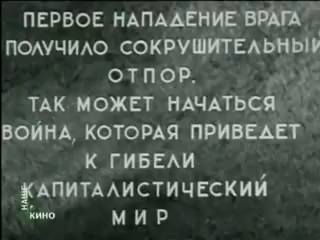 ПЕРВОЕ НАПАДЕНИЕ ВРАГА
ПОЛУЧИЛО СОКРУШИТЕЛЬНЫЙ
ОТПОР.
ТАК МОЖЕТ НАЧАТЬСЯ
ВОЙНА, КОТОРАЯ ПРИВЕДЕТ
К ГИБЕЛИ
КАПИТАЛИСТИЧЕСКИЙ
МИР
НАШЕ
КИНО